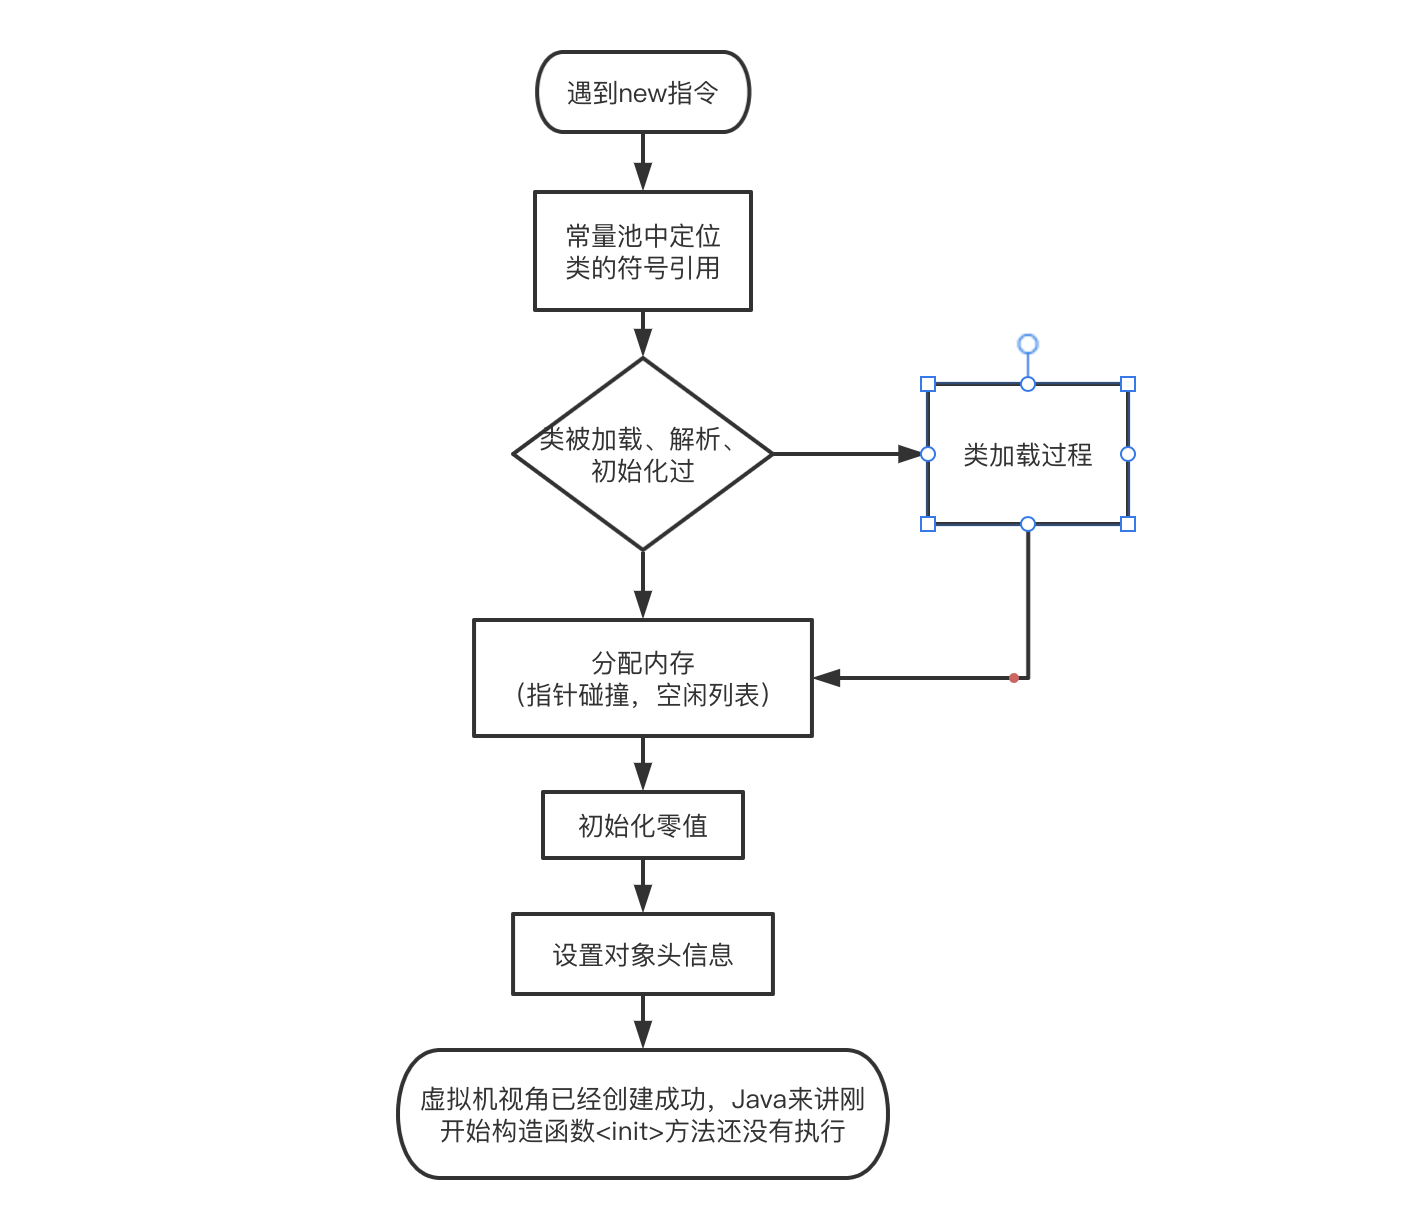 遇到new指令
常量池中定位
类的符号引用
类被加载、解析、
初始化过
类加载过程
分配内存
（指针碰撞，空闲列表）
初始化零值
设置对象头信息
虚拟机视角已经创建成功，Java来讲刚
开始构造函数<init>方法还没有执行